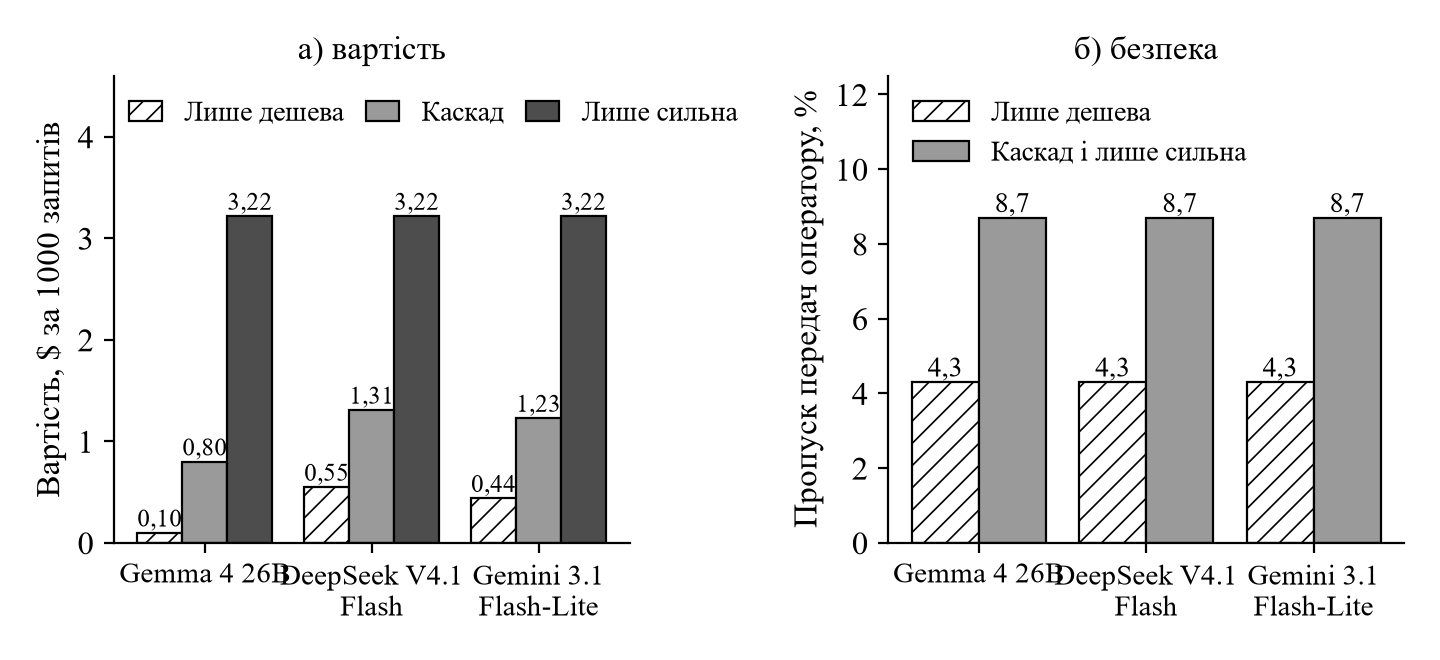 а) вартість
Лише дешева Каскад Лише сильна
Вартість, $ за 1000 запитів
4
3
2
1
0
0,10
0,80
3,22
0,55
1,31
3,22
0,44
1,23
3,22
Gemma 4 26B
DeepSeek V4.1
Flash
Gemini 3.1
Flash-Lite
б) безпека
Лише дешева
Каскад і лише сильна
Пропуск передач оператору, %
12
10
8
6
4
2
0
4,3
8,7
4,3
8,7
4,3
8,7
Gemma 4 26B
DeepSeek V4.1
Flash
Gemini 3.1
Flash-Lite